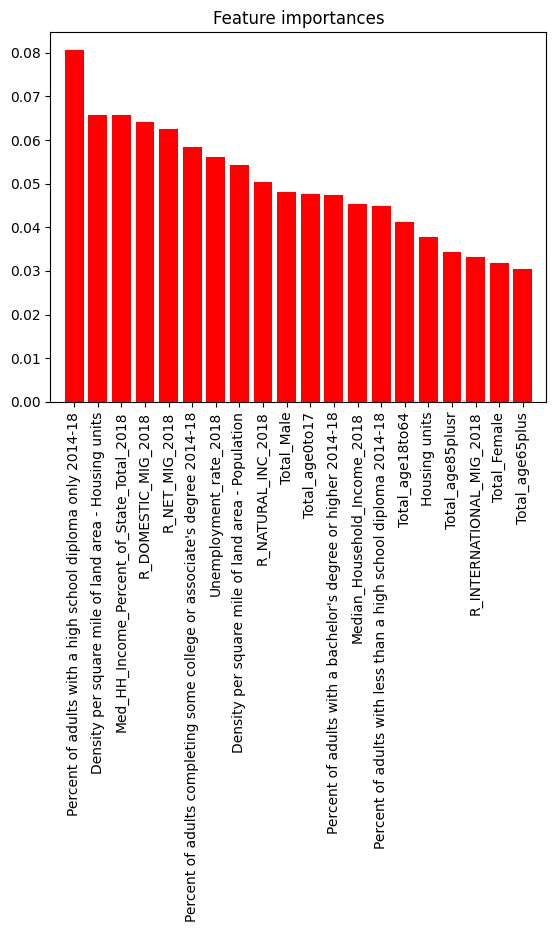 Feature importances
0.08
0.07
0.06
0.05
0.04
0.03
0.02
0.01
0.00
Percent of adults with a high school diploma only 2014-18
Density per square mile of land area - Housing units
Med_HH_Income_Percent_of_State_Total_2018
R_DOMESTIC_MIG_2018
R_NET_MIG_2018
Percent of adults completing some college or associate's degree 2014-18
Unemployment_rate_2018
Density per square mile of land area - Population
R_NATURAL_INC_2018
Total_Male
Total_age0to17
Percent of adults with a bachelor's degree or higher 2014-18
Median_Household_Income_2018
Percent of adults with less than a high school diploma 2014-18
Total_age18to64
Housing units
Total_age85plusr
R_INTERNATIONAL_MIG_2018
Total_Female
Total_age65plus